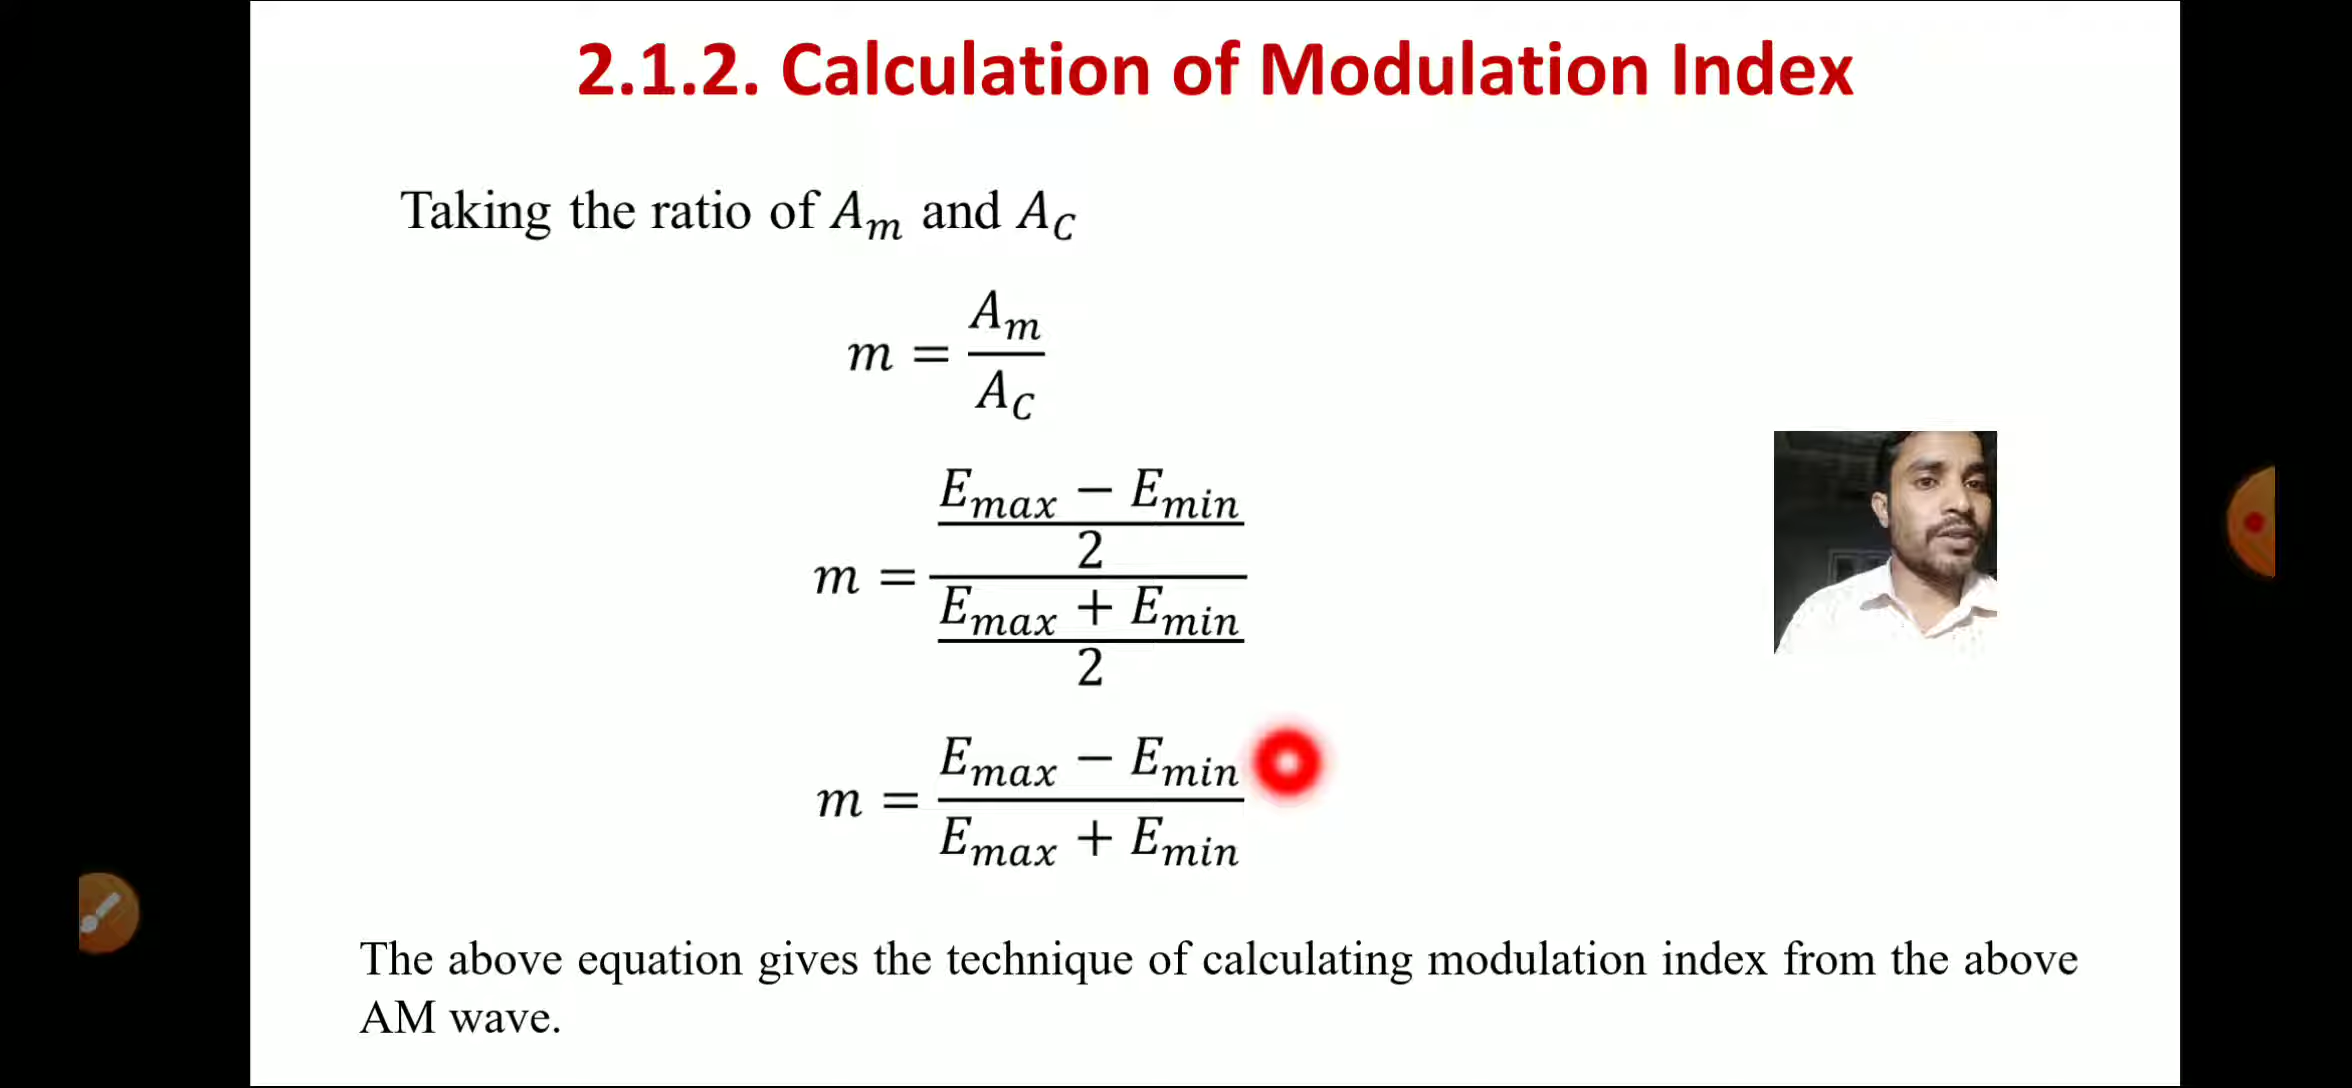 2.1.2. Calculation of Modulation Index
Taking the ratio of A_m and A_C
m = A_m / A_C
m = ((E_max − E_min) / 2) / ((E_max + E_min) / 2)
m = (E_max − E_min) / (E_max + E_min)
The above equation gives the technique of calculating modulation index from the above
AM wave.